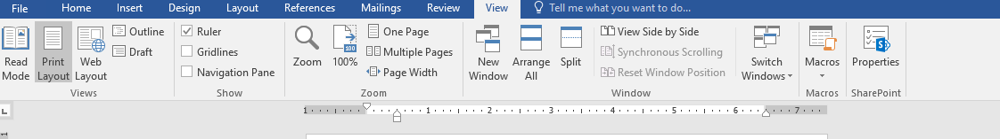 File Home Insert Design Layout References Mailings Review View Tell me what you want to do...
Read Mode
Print Layout
Web Layout
Outline
Draft
Views
Ruler
Gridlines
Navigation Pane
Show
Zoom
100%
100
One Page
Multiple Pages
Page Width
Zoom
New Window
Arrange All
Split
View Side by Side
Synchronous Scrolling
Reset Window Position
Switch Windows
Window
Macros
Macros
Properties
SharePoint
L
1 1 2 3 4 5 6 7
1